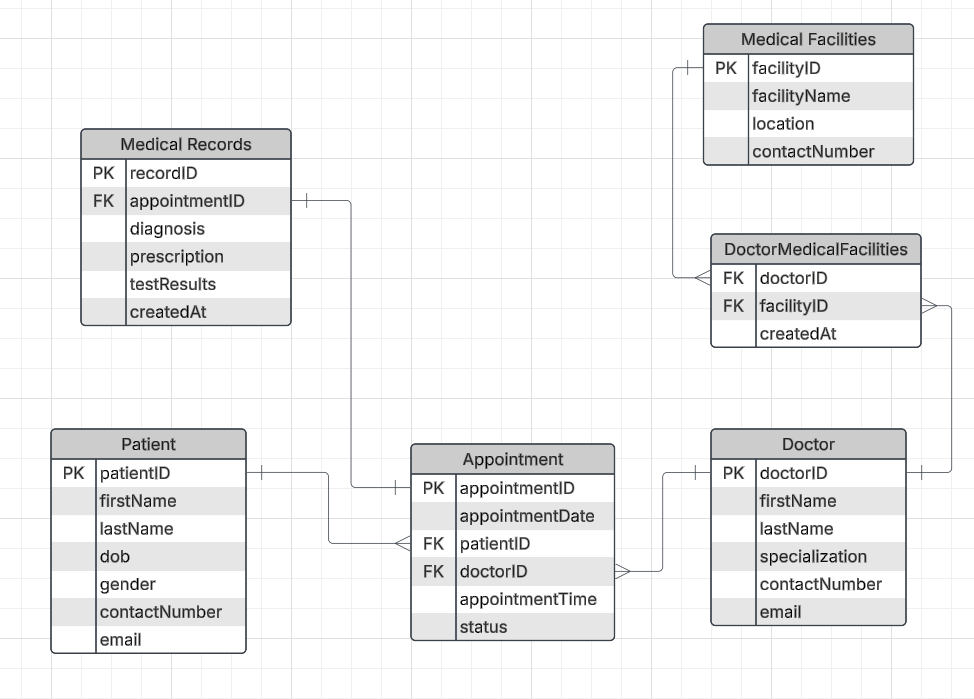 Medical Facilities
PK facilityID
facilityName
location
contactNumber
Medical Records
PK recordID
FK appointmentID
diagnosis
prescription
testResults
createdAt
DoctorMedicalFacilities
FK doctorID
FK facilityID
createdAt
Patient
PK patientID
firstName
lastName
dob
gender
contactNumber
email
Appointment
PK appointmentID
appointmentDate
FK patientID
FK doctorID
appointmentTime
status
Doctor
PK doctorID
firstName
lastName
specialization
contactNumber
email